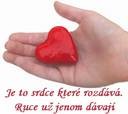 Je to srdce které rozdává.
Ruce už jenom dávají